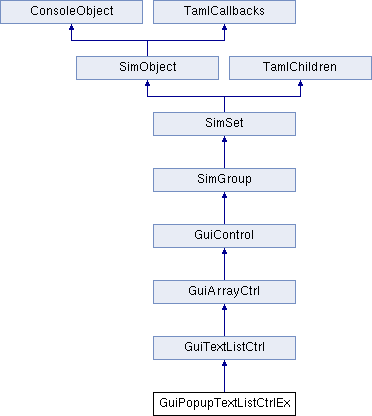 ConsoleObject
TamlCallbacks
SimObject
TamlChildren
SimSet
SimGroup
GuiControl
GuiArrayCtrl
GuiTextListCtrl
GuiPopupTextListCtrlEx